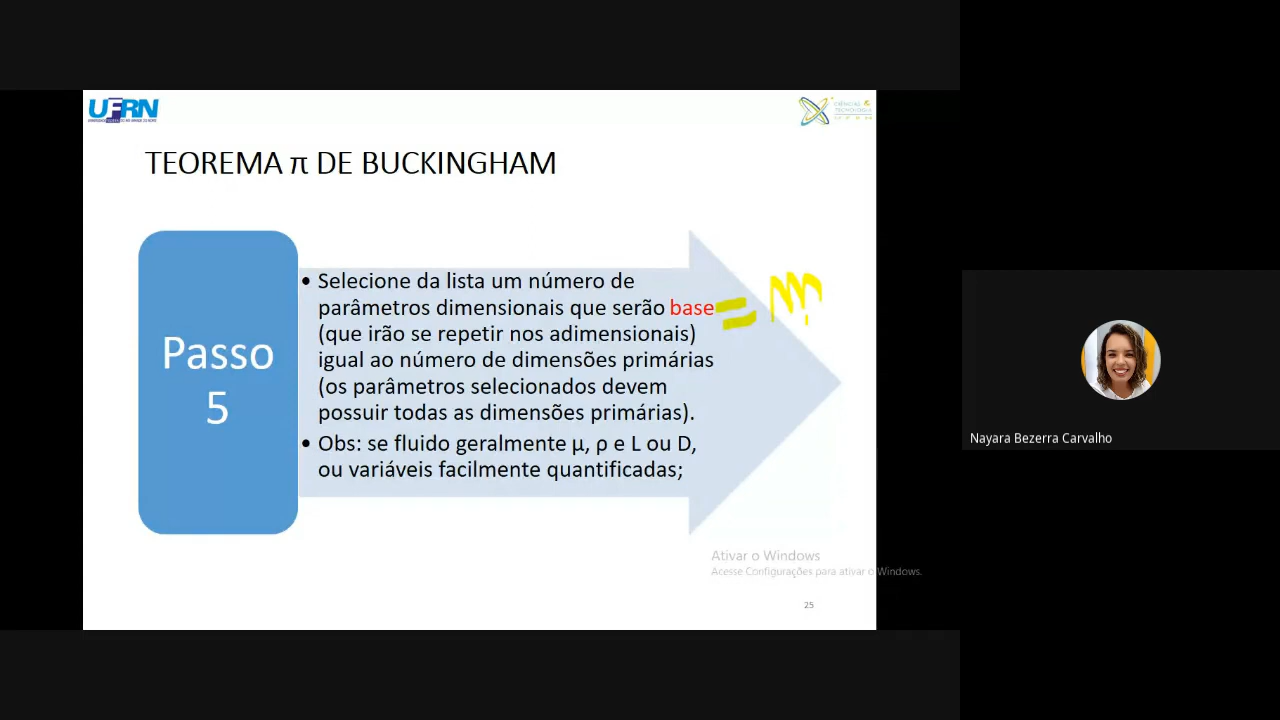 UFRN
CIÊNCIAS &
TECNOLOGIA
U F R N
TEOREMA π DE BUCKINGHAM
Passo
5
• Selecione da lista um número de
parâmetros dimensionais que serão base = m
(que irão se repetir nos adimensionais)
igual ao número de dimensões primárias
(os parâmetros selecionados devem
possuir todas as dimensões primárias).
• Obs: se fluido geralmente μ, ρ e L ou D,
ou variáveis facilmente quantificadas;
Ativar o Windows
Acesse Configurações para ativar o Windows.
25
Nayara Bezerra Carvalho